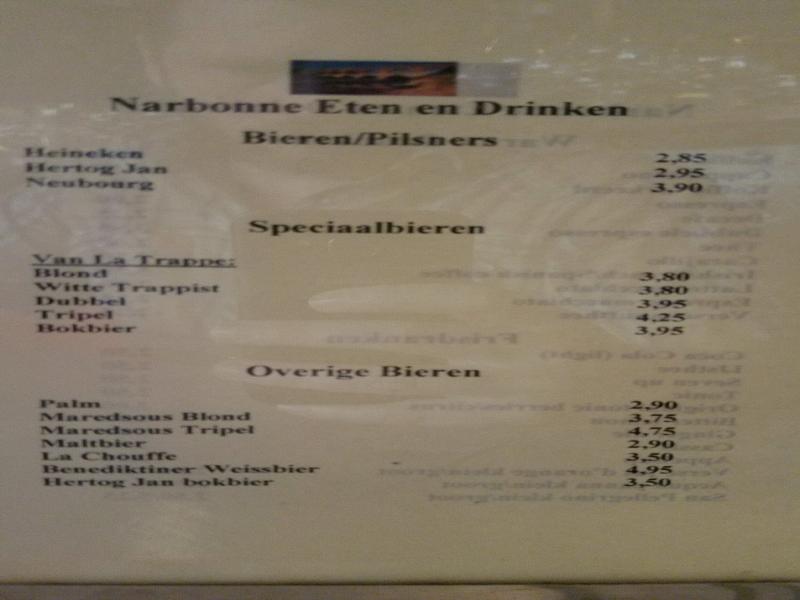 Narbonne Eten en Drinken
Bieren/Pilsners
Heineken 2,85
Hertog Jan 2,95
Neubourg 3.90
Speciaalbieren
Van La Trappe:
Blond 3,80
Witte Trappist 3,80
Dubbel 3,95
Tripel 4,25
Bokbier 3,95
Overige Bieren
Palm 2,90
Maredsous Blond 3,75
Maredsous Tripel 4,75
Maltbier 2,90
La Chouffe 3,50
Benediktiner Weissbier 4,95
Hertog Jan bokbier 3,50